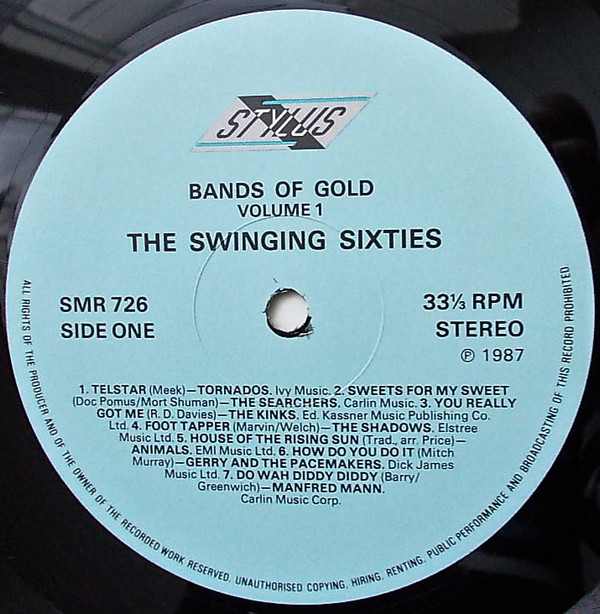 STYLUS
BANDS OF GOLD
VOLUME 1
THE SWINGING SIXTIES
SMR 726
SIDE ONE
33⅓ RPM
STEREO
℗ 1987
1. TELSTAR (Meek)—TORNADOS. Ivy Music. 2. SWEETS FOR MY SWEET
(Doc Pomus/Mort Shuman)—THE SEARCHERS. Carlin Music. 3. YOU REALLY
GOT ME (R. D. Davies)—THE KINKS. Ed. Kassner Music Publishing Co.
Ltd. 4. FOOT TAPPER (Marvin/Welch)—THE SHADOWS. Elstree
Music Ltd. 5. HOUSE OF THE RISING SUN (Trad., arr. Price)—
ANIMALS. EMI Music Ltd. 6. HOW DO YOU DO IT (Mitch
Murray)—GERRY AND THE PACEMAKERS. Dick James
Music Ltd. 7. DO WAH DIDDY DIDDY (Barry/
Greenwich)—MANFRED MANN.
Carlin Music Corp.
ALL RIGHTS OF THE PRODUCER AND OF THE OWNER OF THE RECORDED WORK RESERVED. UNAUTHORISED COPYING, HIRING, RENTING, PUBLIC PERFORMANCE AND BROADCASTING OF THIS RECORD PROHIBITED